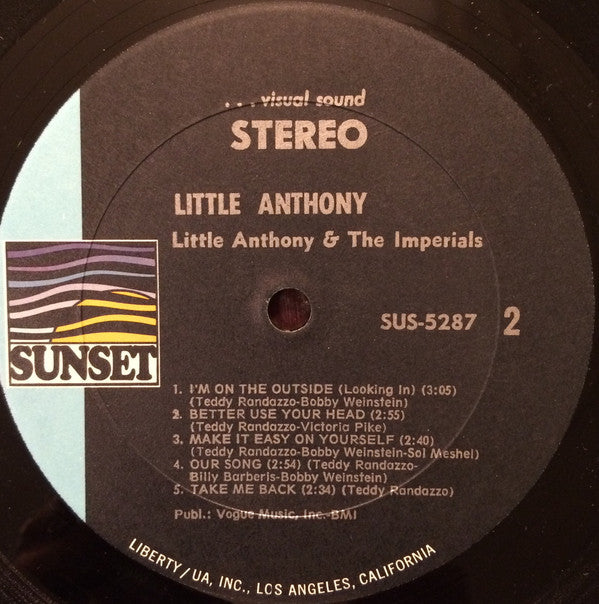 . . . visual sound
STEREO
LITTLE ANTHONY
Little Anthony & The Imperials
SUS-5287 2
SUNSET
1. I'M ON THE OUTSIDE (Looking In) (3:05)
(Teddy Randazzo-Bobby Weinstein)
2. BETTER USE YOUR HEAD (2:55)
(Teddy Randazzo-Victoria Pike)
3. MAKE IT EASY ON YOURSELF (2:40)
(Teddy Randazzo-Bobby Weinstein-Sol Meshel)
4. OUR SONG (2:54) (Teddy Randazzo-
Billy Barberis-Bobby Weinstein)
5. TAKE ME BACK (2:34) (Teddy Randazzo)
Publ.: Vogue Music, Inc. BMI
LIBERTY/UA, INC., LOS ANGELES, CALIFORNIA